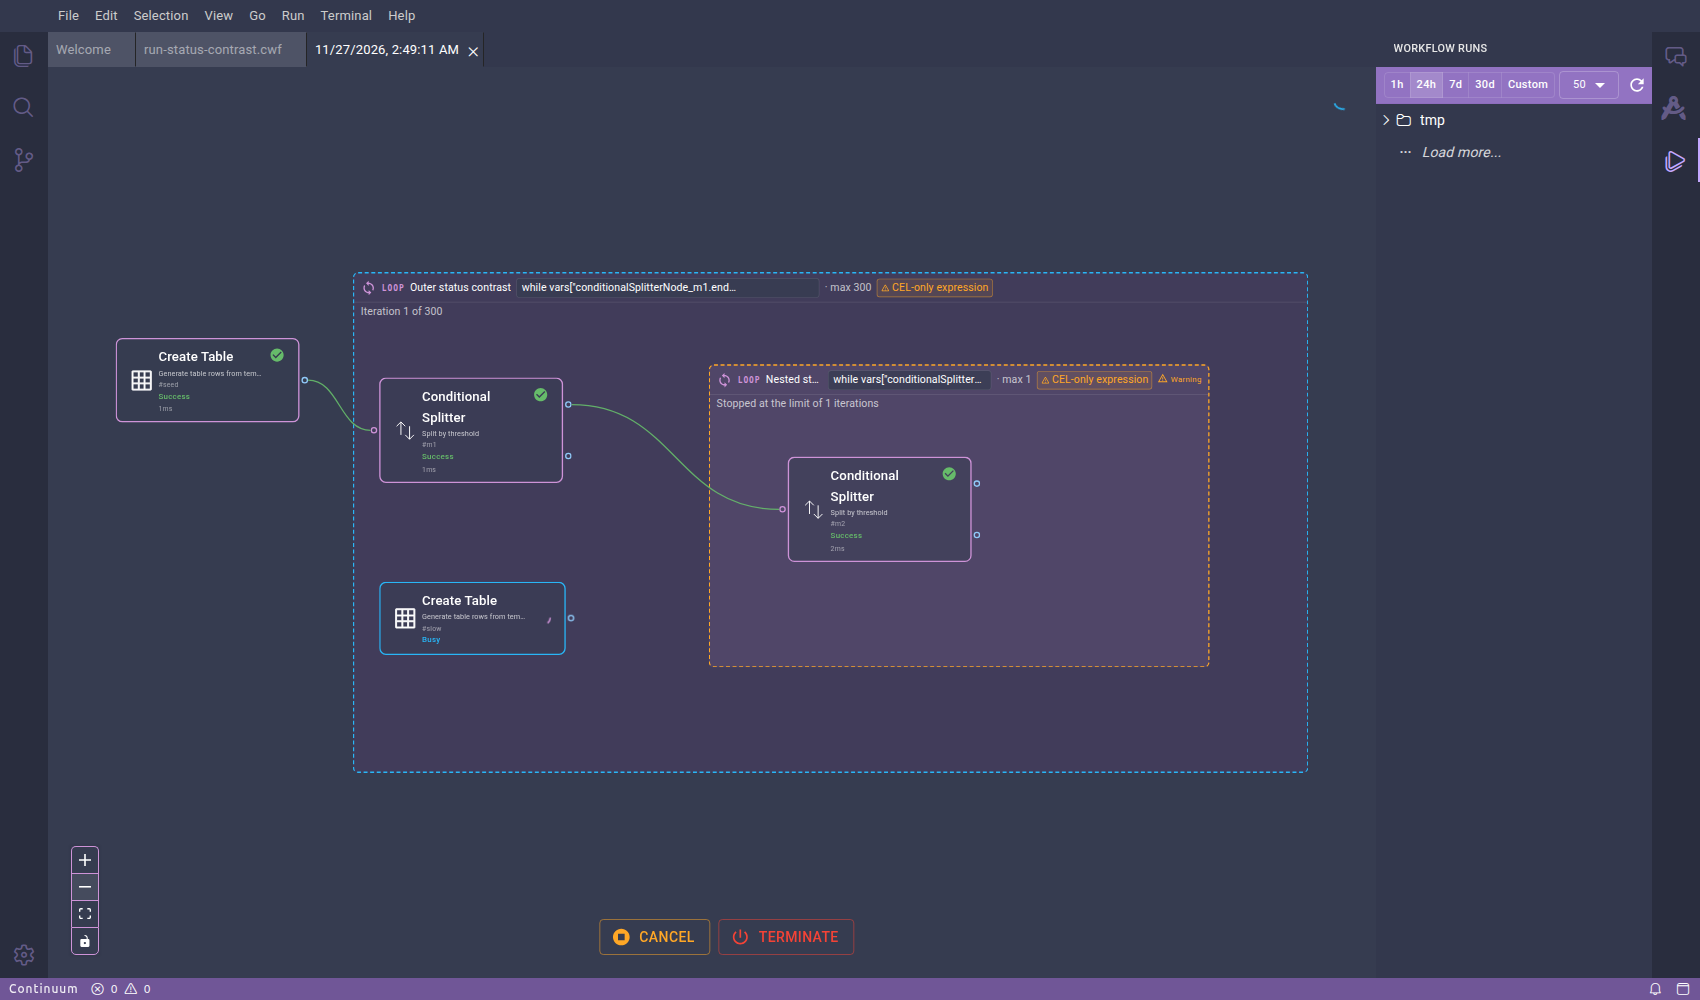 File Edit Selection View Go Run Terminal Help
Welcome
run-status-contrast.cwf
11/27/2026, 2:49:11 AM
WORKFLOW RUNS
1h 24h 7d 30d Custom 50
tmp
Load more...
LOOP Outer status contrast while vars["conditionalSplitterNode_m1.end… · max 300 CEL-only expression
Iteration 1 of 300
Create Table
Generate table rows from tem…
#seed
Success
1ms
Conditional
Splitter
Split by threshold
#m1
Success
1ms
LOOP Nested st… while vars["conditionalSplitter… · max 1 CEL-only expression Warning
Stopped at the limit of 1 iterations
Conditional
Splitter
Split by threshold
#m2
Success
2ms
Create Table
Generate table rows from tem…
#slow
Busy
CANCEL TERMINATE
Continuum 0 0